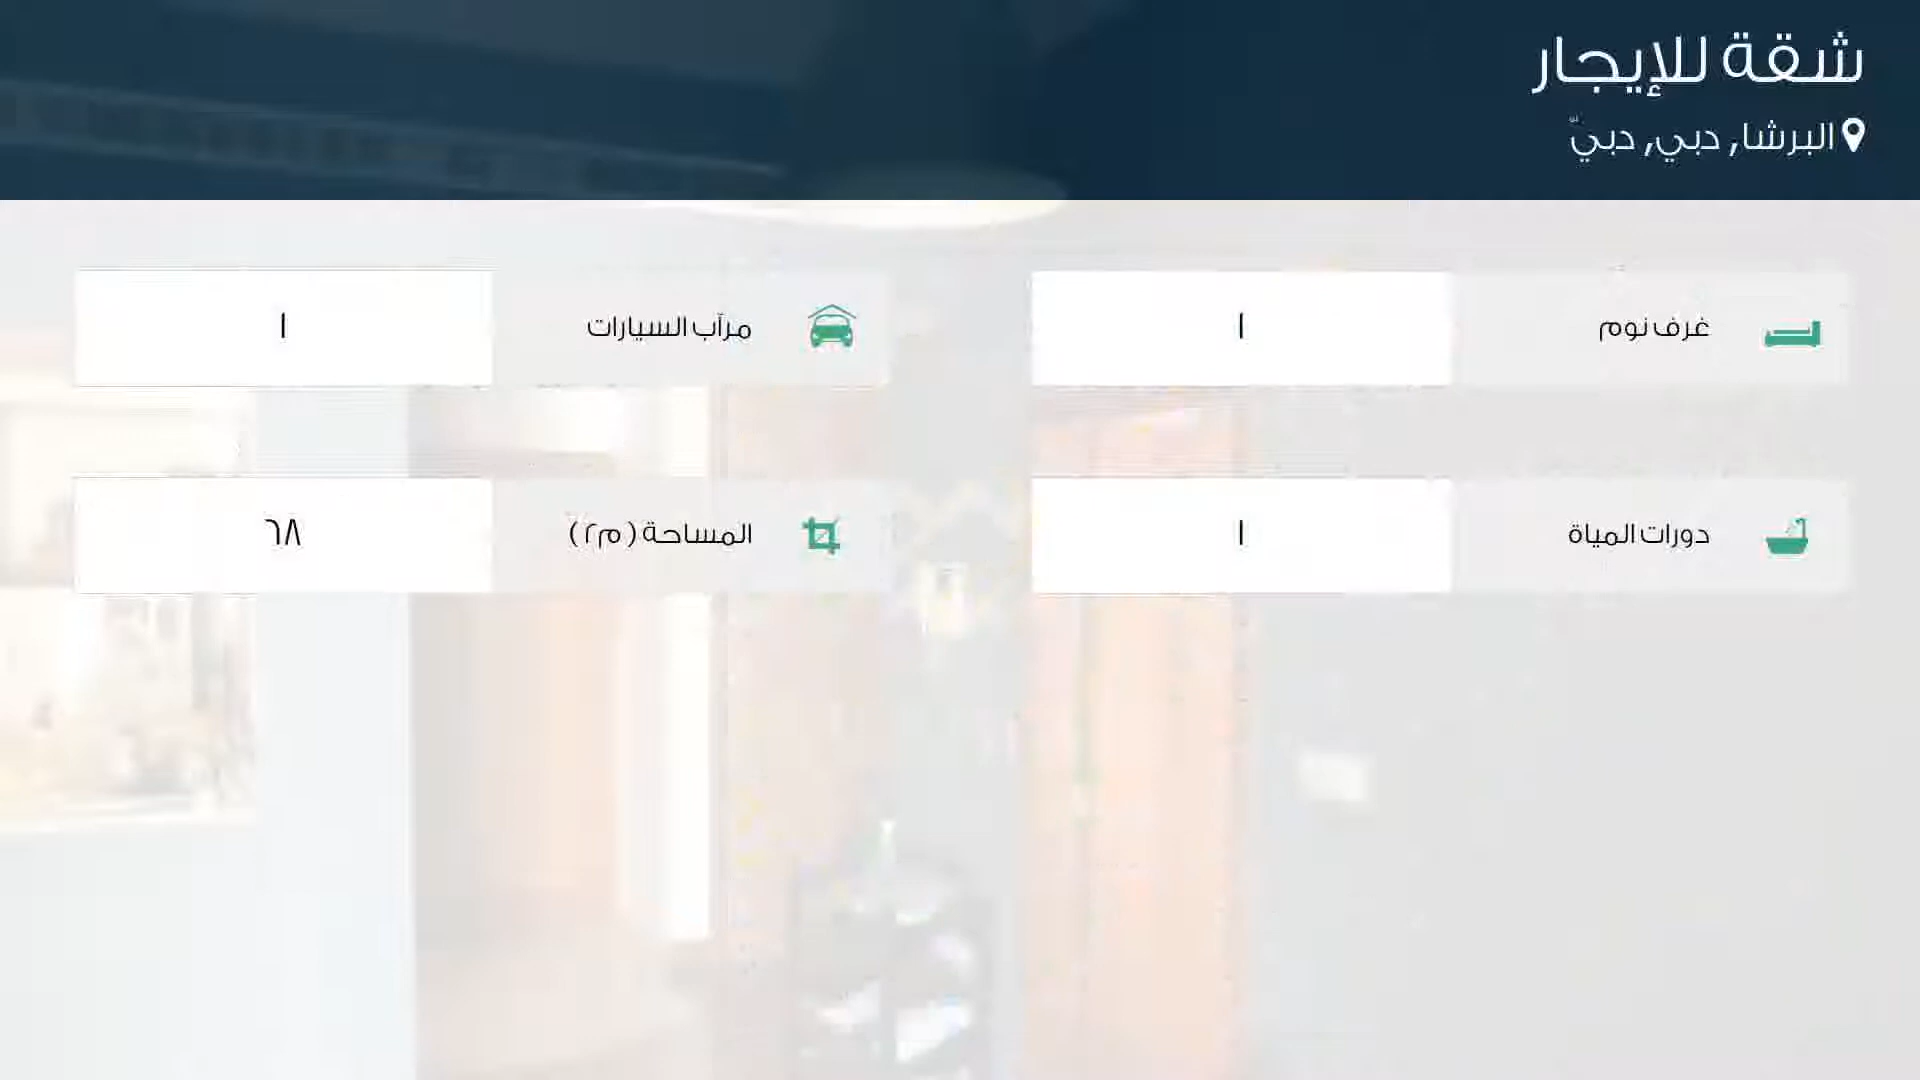 شقة للإيجار
البرشا, دبي, دبيّ
غرف نوم
١
مرآب السيارات
١
دورات المياة
١
المساحة (م٢)
٦٨